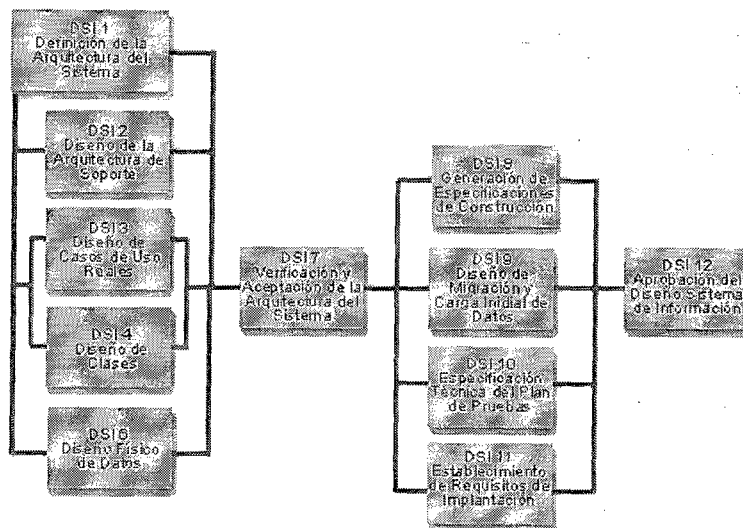 DSI 1
Definición de la
Arquitectura del
Sistema
DSI 2
Diseño de la
Arquitectura de
Soporte
DSI 3
Diseño de
Casos de Uso
Reales
DSI 4
Diseño de
Clases
DSI 6
Diseño Físico
de Datos
DSI 7
Verificación y
Aceptación de la
Arquitectura del
Sistema
DSI 8
Generación de
Especificaciones
de Construcción
DSI 9
Diseño de
Migración y
Carga Inidial de
Datos
DSI 10
Especificación
Técnica del Plan
de Pruebas
DSI 11
Establecimiento
de Requisitos de
Implantación
DSI 12
Aprobación del
Diseño Sistema
de Información